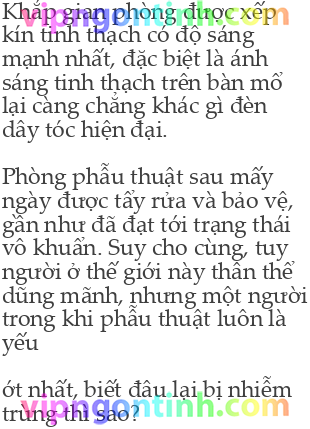 Khắp gian phòng được xếp
kín tinh thạch có độ sáng
mạnh nhất, đặc biệt là ánh
sáng tinh thạch trên bàn mổ
lại càng chẳng khác gì đèn
dây tóc hiện đại.
Phòng phẫu thuật sau mấy
ngày được tẩy rửa và bảo vệ,
gần như đã đạt tới trạng thái
vô khuẩn. Suy cho cùng, tuy
người ở thế giới này thân thể
dũng mãnh, nhưng một người
trong khi phẫu thuật luôn là
yếu
ớt nhất, biết đâu lại bị nhiễm
trùng thì sao?
vipngontinh.com
vipngontinh.com
vipngontinh.com